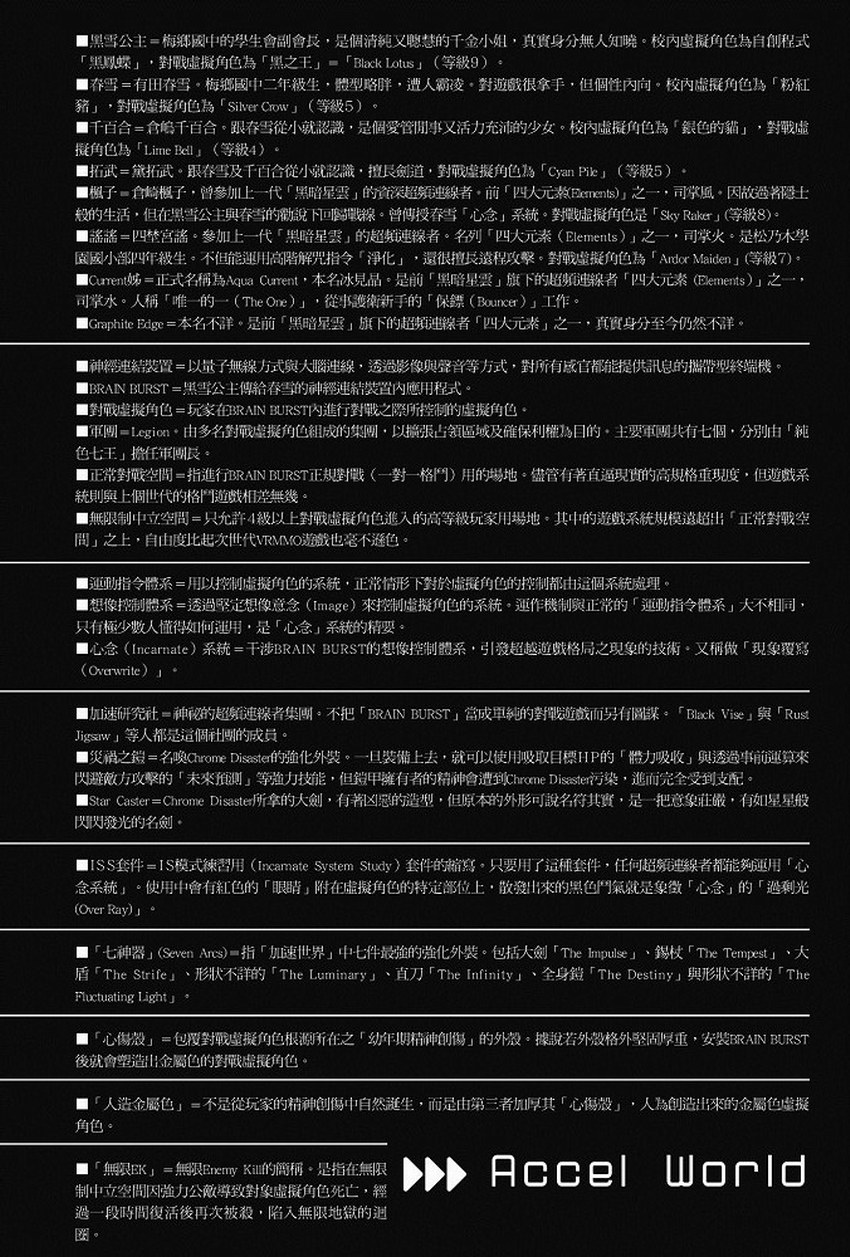 ■黑雪公主＝梅鄉國中的學生會副會長，是個清純又聰慧的千金小姐，真實身分無人知曉。校內虛擬角色為自創程式
「黑鳳蝶」，對戰虛擬角色為「黑之王」＝「Black Lotus」（等級9）。
■春雪＝有田春雪。梅鄉國中二年級生，體型略胖，遭人霸凌。對遊戲很拿手，但個性內向。校內虛擬角色為「粉紅
豬」，對戰虛擬角色為「Silver Crow」（等級5）。
■千百合＝倉嶋千百合。跟春雪從小就認識，是個愛管閒事又活力充沛的少女。校內虛擬角色為「銀色的貓」，對戰虛
擬角色為「Lime Bell」（等級4）。
■拓武＝黛拓武。跟春雪及千百合從小就認識，擅長劍道，對戰虛擬角色為「Cyan Pile」（等級5）。
■楓子＝倉崎楓子，曾參加上一代「黑暗星雲」的資深超頻連線者。前「四大元素(Elements)」之一，司掌風。因故過著隱士
般的生活，但在黑雪公主與春雪的勸說下回歸戰線。曾傳授春雪「心念」系統。對戰虛擬角色是「Sky Raker」(等級8)。
■謠謠＝四埜宮謠。參加上一代「黑暗星雲」的超頻連線者。名列「四大元素（Elements）」之一，司掌火。是松乃木學
園國小部四年級生。不但能運用高階解咒指令「淨化」，還很擅長遠程攻擊。對戰虛擬角色為「Ardor Maiden」(等級7)。
■Current姊＝正式名稱為Aqua Current，本名冰見晶。是前「黑暗星雲」旗下的超頻連線者「四大元素（Elements）」之一，
司掌水。人稱「唯一的一（The One）」，從事護衛新手的「保鏢（Bouncer）」工作。
■Graphite Edge＝本名不詳。是前「黑暗星雲」旗下的超頻連線者「四大元素」之一，真實身分至今仍然不詳。
■神經連結裝置＝以量子無線方式與大腦連線，透過影像與聲音等方式，對所有感官都能提供訊息的攜帶型終端機。
■BRAIN BURST＝黑雪公主傳給春雪的神經連結裝置內應用程式。
■對戰虛擬角色＝玩家在BRAIN BURST內進行對戰之際所控制的虛擬角色。
■軍團＝Legion。由多名對戰虛擬角色組成的集團，以擴張占領區域及確保利權為目的。主要軍團共有七個，分別由「純
色七王」擔任軍團長。
■正常對戰空間＝指進行BRAIN BURST正規對戰（一對一格鬥）用的場地。儘管有著直逼現實的高規格重現度，但遊戲系
統則與上個世代的格鬥遊戲相差無幾。
■無限制中立空間＝只允許4級以上對戰虛擬角色進入的高等級玩家用場地。其中的遊戲系統規模遠超出「正常對戰空
間」之上，自由度比起次世代VRMMO遊戲也毫不遜色。
■運動指令體系＝用以控制虛擬角色的系統，正常情形下對於虛擬角色的控制都由這個系統處理。
■想像控制體系＝透過堅定想像意念（Image）來控制虛擬角色的系統。運作機制與正常的「運動指令體系」大不相同，
只有極少數人懂得如何運用，是「心念」系統的精要。
■心念（Incarnate）系統＝干涉BRAIN BURST的想像控制體系，引發超越遊戲格局之現象的技術。又稱做「現象覆寫
（Overwrite）」。
■加速研究社＝神祕的超頻連線者集團。不把「BRAIN BURST」當成單純的對戰遊戲而另有圖謀。「Black Vise」與「Rust
Jigsaw」等人都是這個社團的成員。
■災禍之鎧＝名喚Chrome Disaster的強化外裝。一旦裝備上去，就可以使用吸取目標HP的「體力吸收」與透過事前運算來
閃避敵方攻擊的「未來預測」等強力技能，但鎧甲擁有者的精神會遭到Chrome Disaster污染，進而完全受到支配。
■Star Caster＝Chrome Disaster所拿的大劍，有著凶惡的造型，但原本的外形可說名符其實，是一把意象莊嚴，有如星星般
閃閃發光的名劍。
■ISS套件＝IS模式練習用（Incarnate System Study）套件的縮寫。只要用了這種套件，任何超頻連線者都能夠運用「心
念系統」。使用中會有紅色的「眼睛」附在虛擬角色的特定部位上，散發出來的黑色鬥氣就是象徵「心念」的「過剩光
(Over Ray)」。
■「七神器」(Seven Arcs)＝指「加速世界」中七件最強的強化外裝。包括大劍「The Impulse」、錫杖「The Tempest」、大
盾「The Strife」、形狀不詳的「The Luminary」、直刀「The Infinity」、全身鎧「The Destiny」與形狀不詳的「The
Fluctuating Light」。
■「心傷殼」＝包覆對戰虛擬角色根源所在之「幼年期精神創傷」的外殼。據說若外殼格外堅固厚重，安裝BRAIN BURST
後就會塑造出金屬色的對戰虛擬角色。
■「人造金屬色」＝不是從玩家的精神創傷中自然誕生，而是由第三者加厚其「心傷殼」，人為創造出來的金屬色虛擬
角色。
■「無限EK」＝無限Enemy Kill的簡稱。是指在無限
制中立空間因強力公敵導致對象虛擬角色死亡，經
過一段時間復活後再次被殺，陷入無限地獄的迴
圈。
Accel World